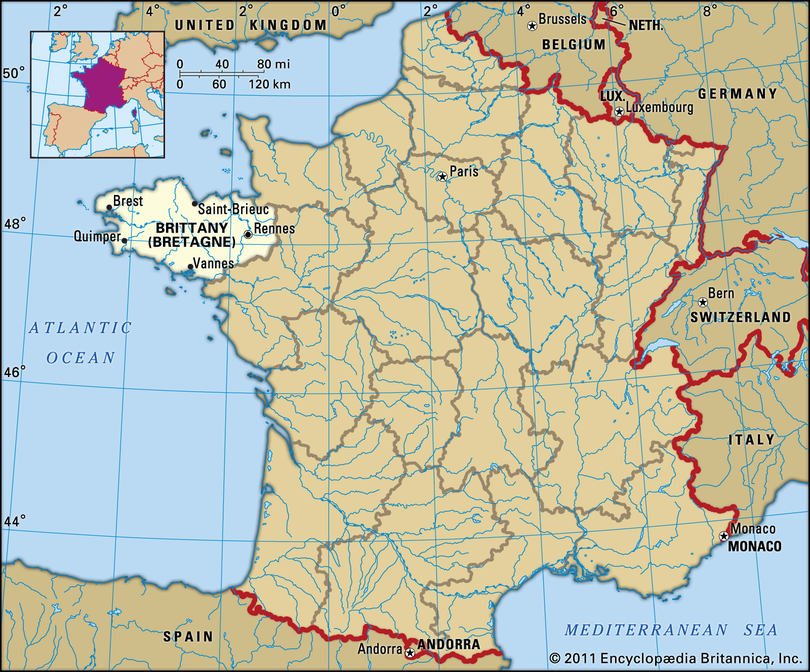 4°
2°
0°
2°
4°
6°
8°
UNITED KINGDOM
Brussels
NETH.
BELGIUM
0 40 80 mi
0 60 120 km
50°
LUX.
Luxembourg
GERMANY
Paris
Brest
Saint-Brieuc
48°
BRITTANY
(BRETAGNE)
Rennes
Quimper
Vannes
Bern
SWITZERLAND
ATLANTIC
OCEAN
46°
ITALY
44°
Monaco
MONACO
SPAIN
Andorra
ANDORRA
MEDITERRANEAN SEA
© 2011 Encyclopædia Britannica, Inc.